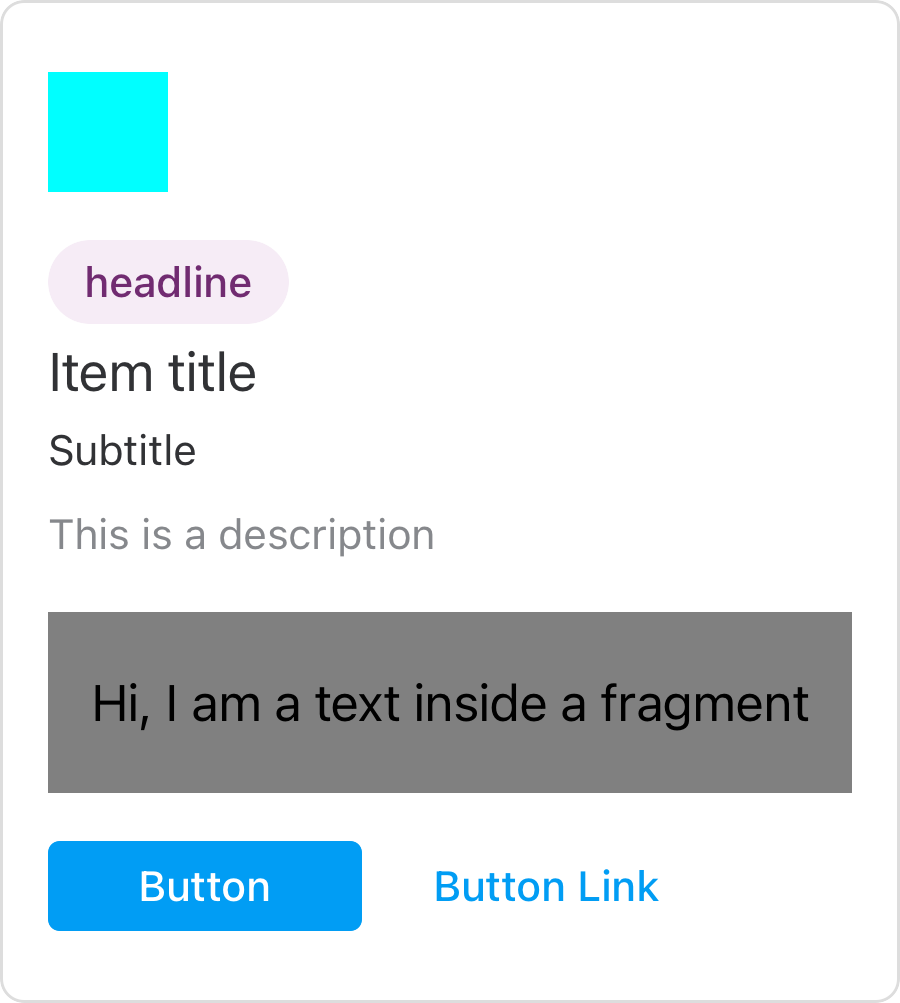 headline
Item title
Subtitle
This is a description
Hi, I am a text inside a fragment
Button
Button Link